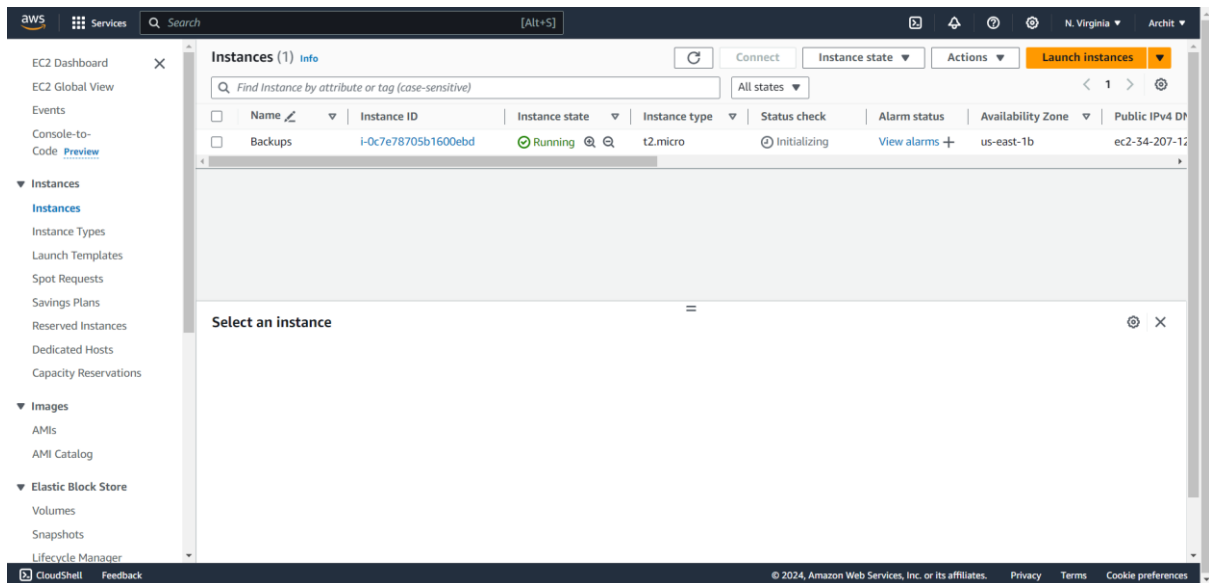 aws Services Search [Alt+S] N. Virginia Archit
EC2 Dashboard
EC2 Global View
Events
Console-to-
Code Preview
Instances
Instances
Instance Types
Launch Templates
Spot Requests
Savings Plans
Reserved Instances
Dedicated Hosts
Capacity Reservations
Images
AMIs
AMI Catalog
Elastic Block Store
Volumes
Snapshots
Lifecycle Manager
Instances (1) Info Connect Instance state Actions Launch instances
Find Instance by attribute or tag (case-sensitive) All states 1
Name Instance ID Instance state Instance type Status check Alarm status Availability Zone Public IPv4 DN
Backups i-0c7e78705b1600ebd Running t2.micro Initializing View alarms us-east-1b ec2-34-207-12
Select an instance
CloudShell Feedback © 2024, Amazon Web Services, Inc. or its affiliates. Privacy Terms Cookie preferences